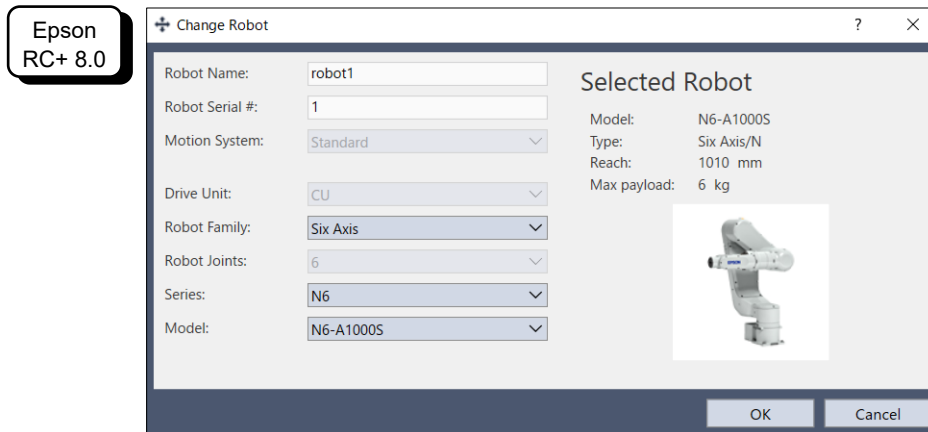 Epson
RC+ 8.0
Change Robot
?
Robot Name: robot1
Robot Serial #: 1
Motion System: Standard
Drive Unit: CU
Robot Family: Six Axis
Robot Joints: 6
Series: N6
Model: N6-A1000S
Selected Robot
Model: N6-A1000S
Type: Six Axis/N
Reach: 1010 mm
Max payload: 6 kg
EPSON
OK Cancel